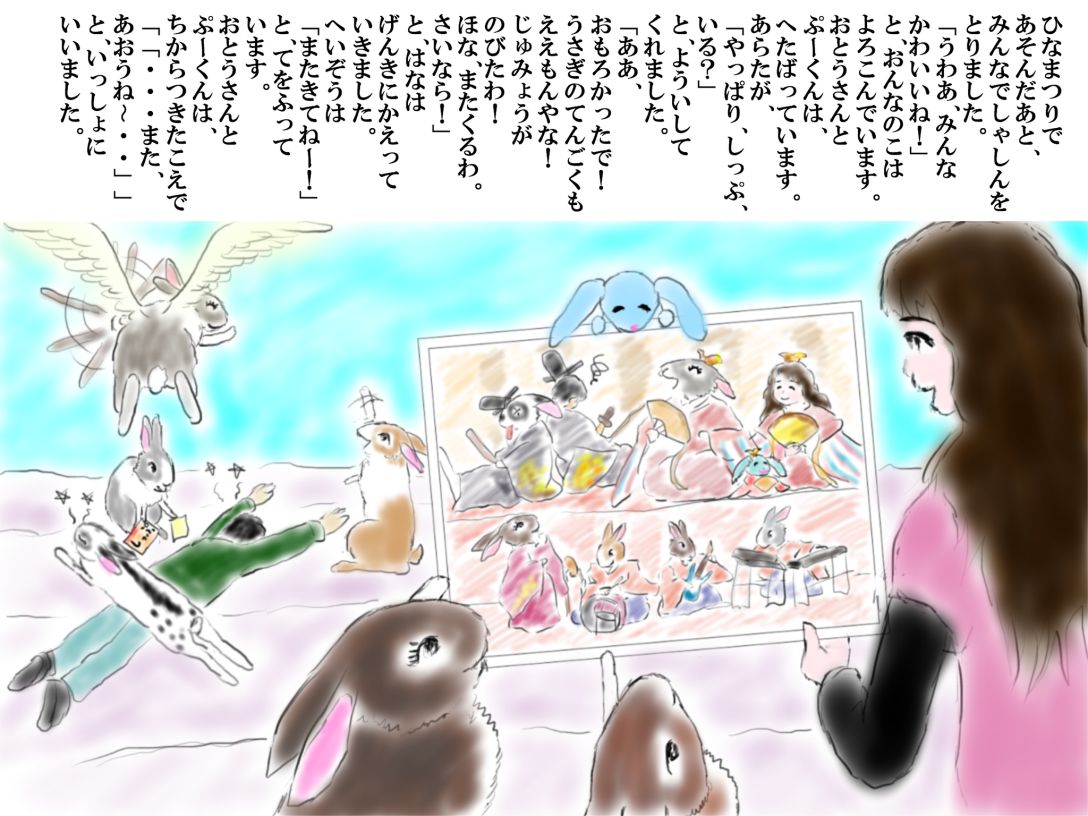 ひなまつりで
あそんだあと、
みんなでしゃしんを
とりました。
「うわあ、みんな
かわいいね！」
と、おんなのこは
よろこんでいます。
おとうさんと
ぷーくんは、
へたばっています。
あらたが、
「やっぱり、しっぷ、
いる？」
と、よういして
くれました。
「ああ、
おもろかったで！
うさぎのてんごくも
ええもんやな！
じゅみょうが
のびたわ！
ほな、またくるわ。
さいなら！」
と、はなは
げんきにかえって
いきました。
へいぞうは
「またきてねー！」
と、てをふって
います。
おとうさんと
ぷーくんは、
ちからつきたこえで
「「・・・また、
あおうね～・・」」
と、いっしょに
いいました。